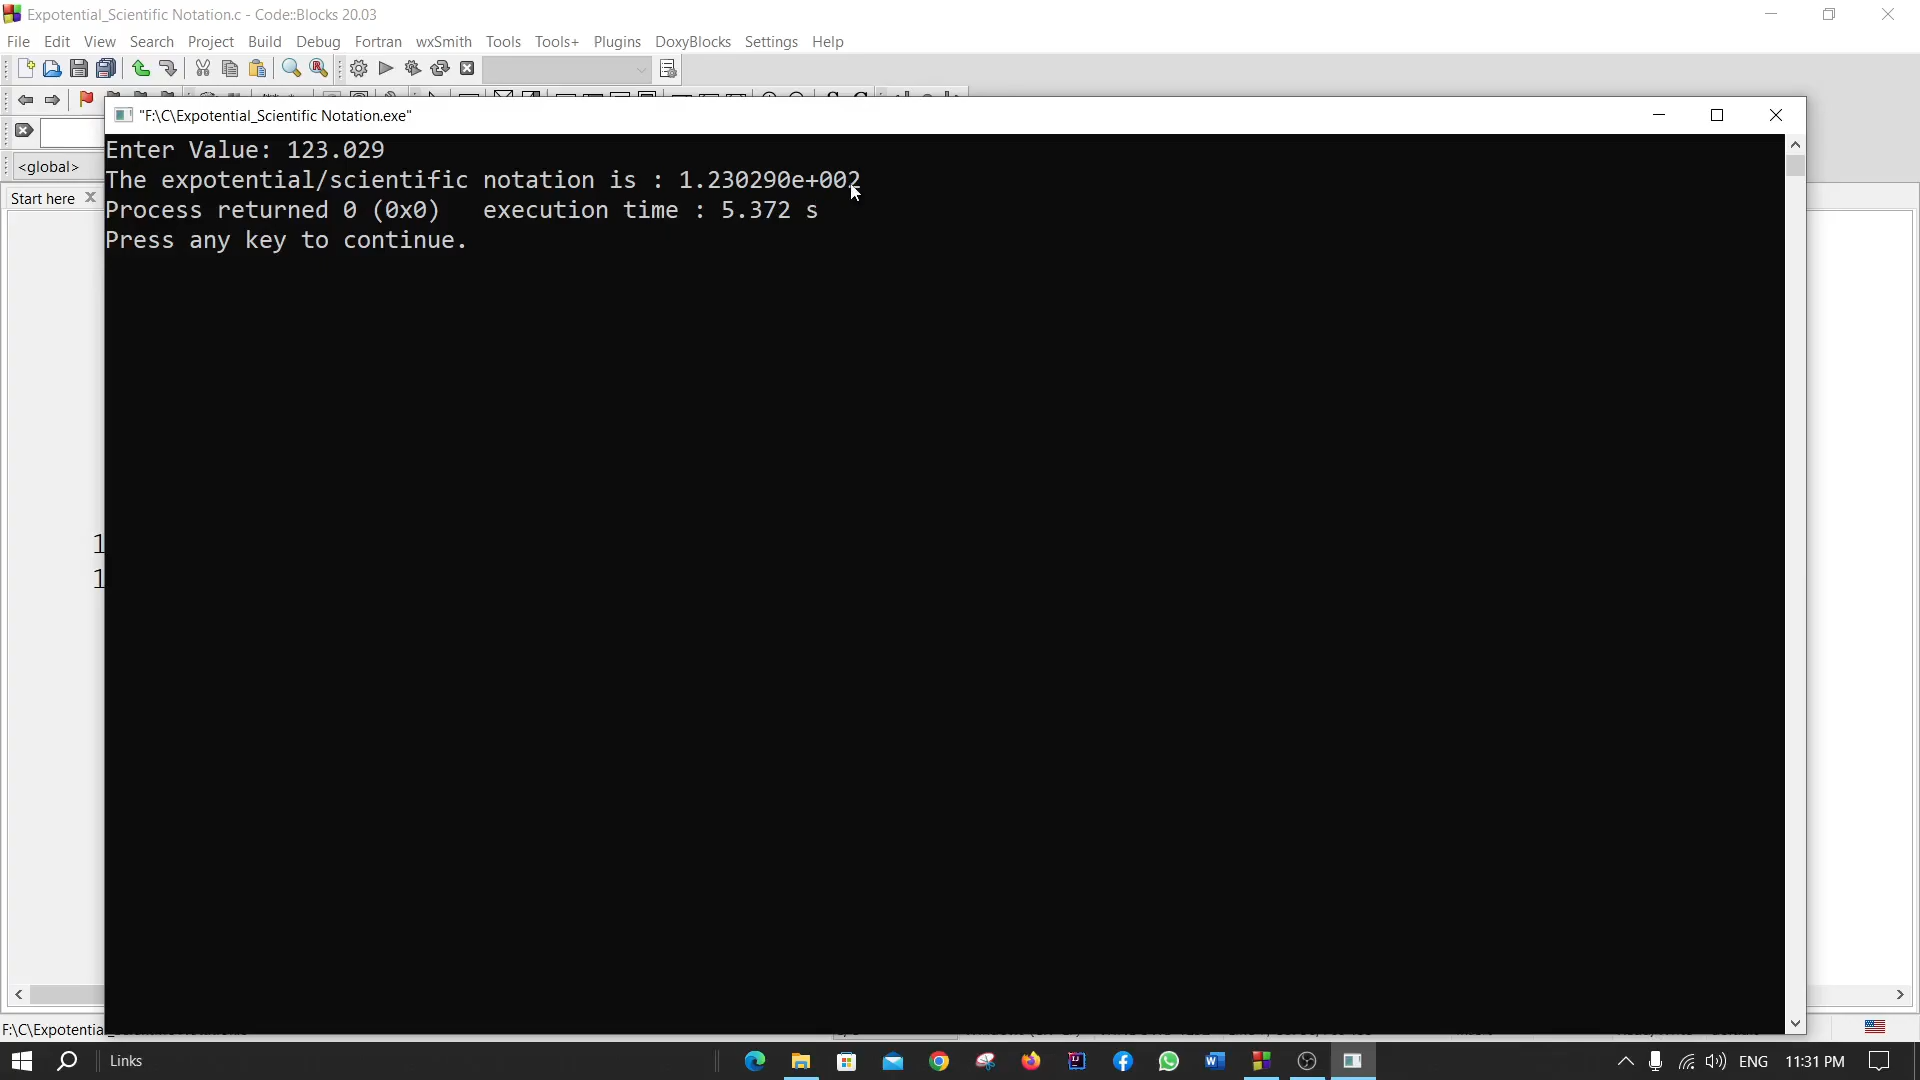 Expotential_Scientific Notation.c - Code::Blocks 20.03
File Edit View Search Project Build Debug Fortran wxSmith Tools Tools+ Plugins DoxyBlocks Settings Help
"F:\C\Expotential_Scientific Notation.exe"
<global>
Start here
Enter Value: 123.029
The expotential/scientific notation is : 1.230290e+002
Process returned 0 (0x0)   execution time : 5.372 s
Press any key to continue.
1
1
F:\C\Expotential
Links
ENG 11:31 PM